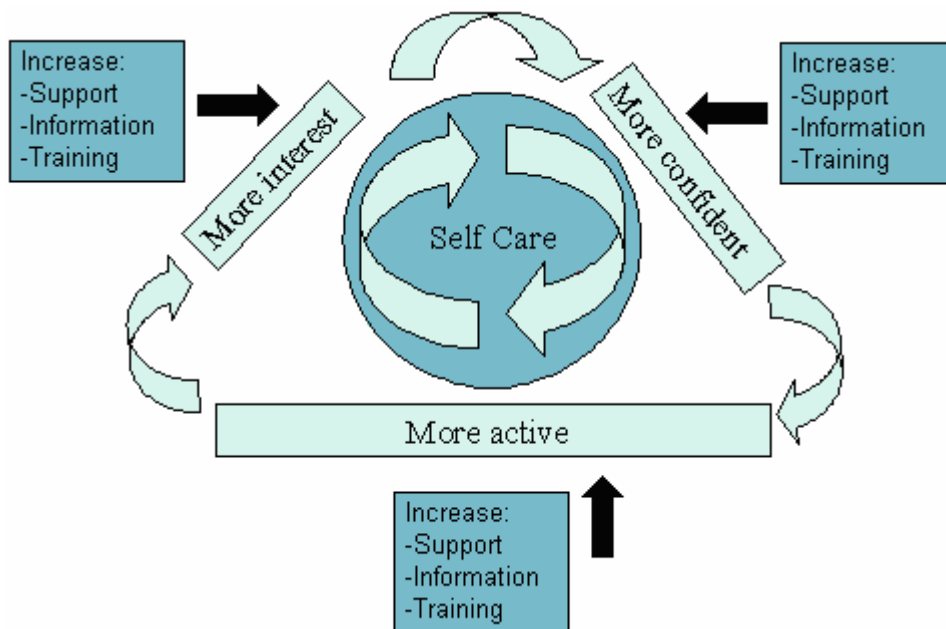 Increase:
-Support
-Information
-Training
More interest
More confident
Increase:
-Support
-Information
-Training
Self Care
More active
Increase:
-Support
-Information
-Training